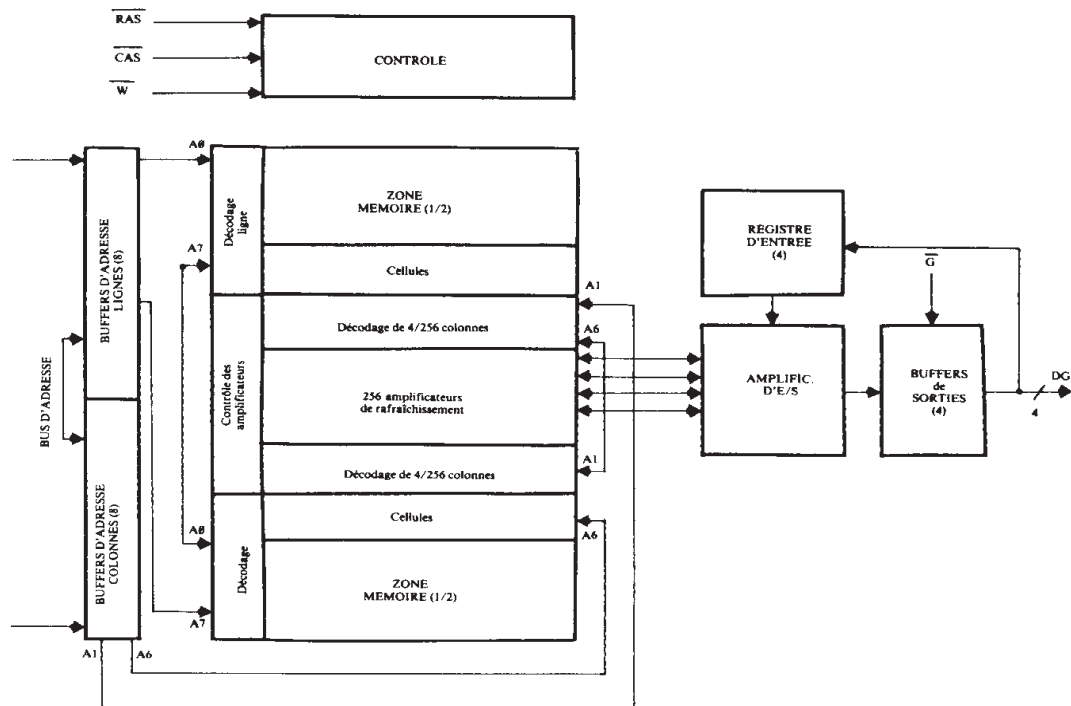 RAS
CAS
W
CONTROLE
BUS D'ADRESSE
BUFFERS D'ADRESSE
LIGNES (8)
BUFFERS D'ADRESSE
COLONNES (8)
A0
A7
A0
A7
A1
A6
Décodage
ligne
Contrôle des
amplificateurs
Décodage
ZONE
MEMOIRE (1/2)
Cellules
Décodage de 4/256 colonnes
256 amplificateurs
de rafraîchissement
Décodage de 4/256 colonnes
Cellules
ZONE
MEMOIRE (1/2)
A1
A6
A1
A6
REGISTRE
D'ENTREE
(4)
G
AMPLIFIC.
D'E/S
BUFFERS
de
SORTIES
(4)
DG
4